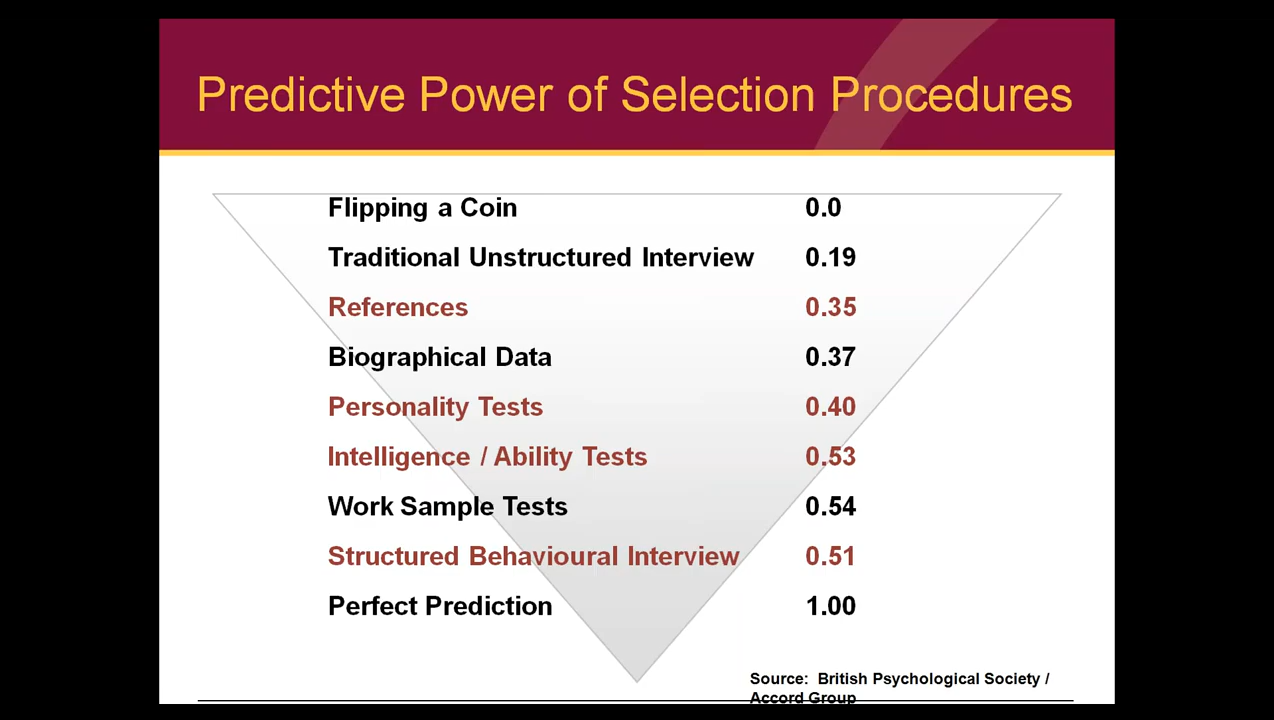 Predictive Power of Selection Procedures
Flipping a Coin 0.0
Traditional Unstructured Interview 0.19
References 0.35
Biographical Data 0.37
Personality Tests 0.40
Intelligence / Ability Tests 0.53
Work Sample Tests 0.54
Structured Behavioural Interview 0.51
Perfect Prediction 1.00
Source: British Psychological Society /
Accord Group